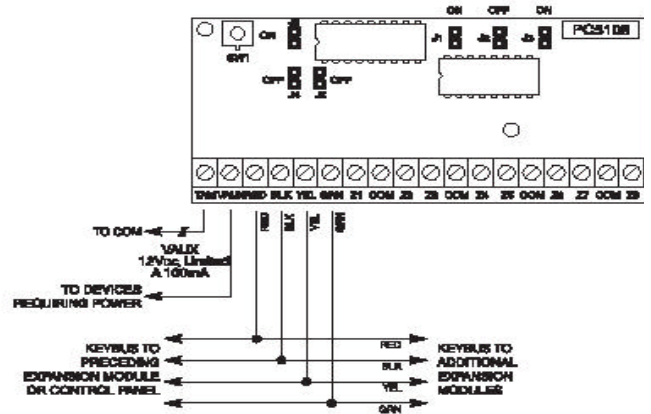 ON OFF ON
ON
J1 J2 J3
PC5108
SW1
OFF OFF
J4
TAM VAUX RED BLK YEL GRN Z1 COM Z2 Z3 COM Z4 Z5 COM Z6 Z7 COM Z8
RED BLK YEL GRN
TO COM
VAUX
12Vdc, Limited
A 100mA
TO DEVICES
REQUIRING POWER
RED
BLK
YEL
GRN
KEYBUS TO
PRECEDING
EXPANSION MODULE
OR CONTROL PANEL
KEYBUS TO
ADDITIONAL
EXPANSION
MODULES